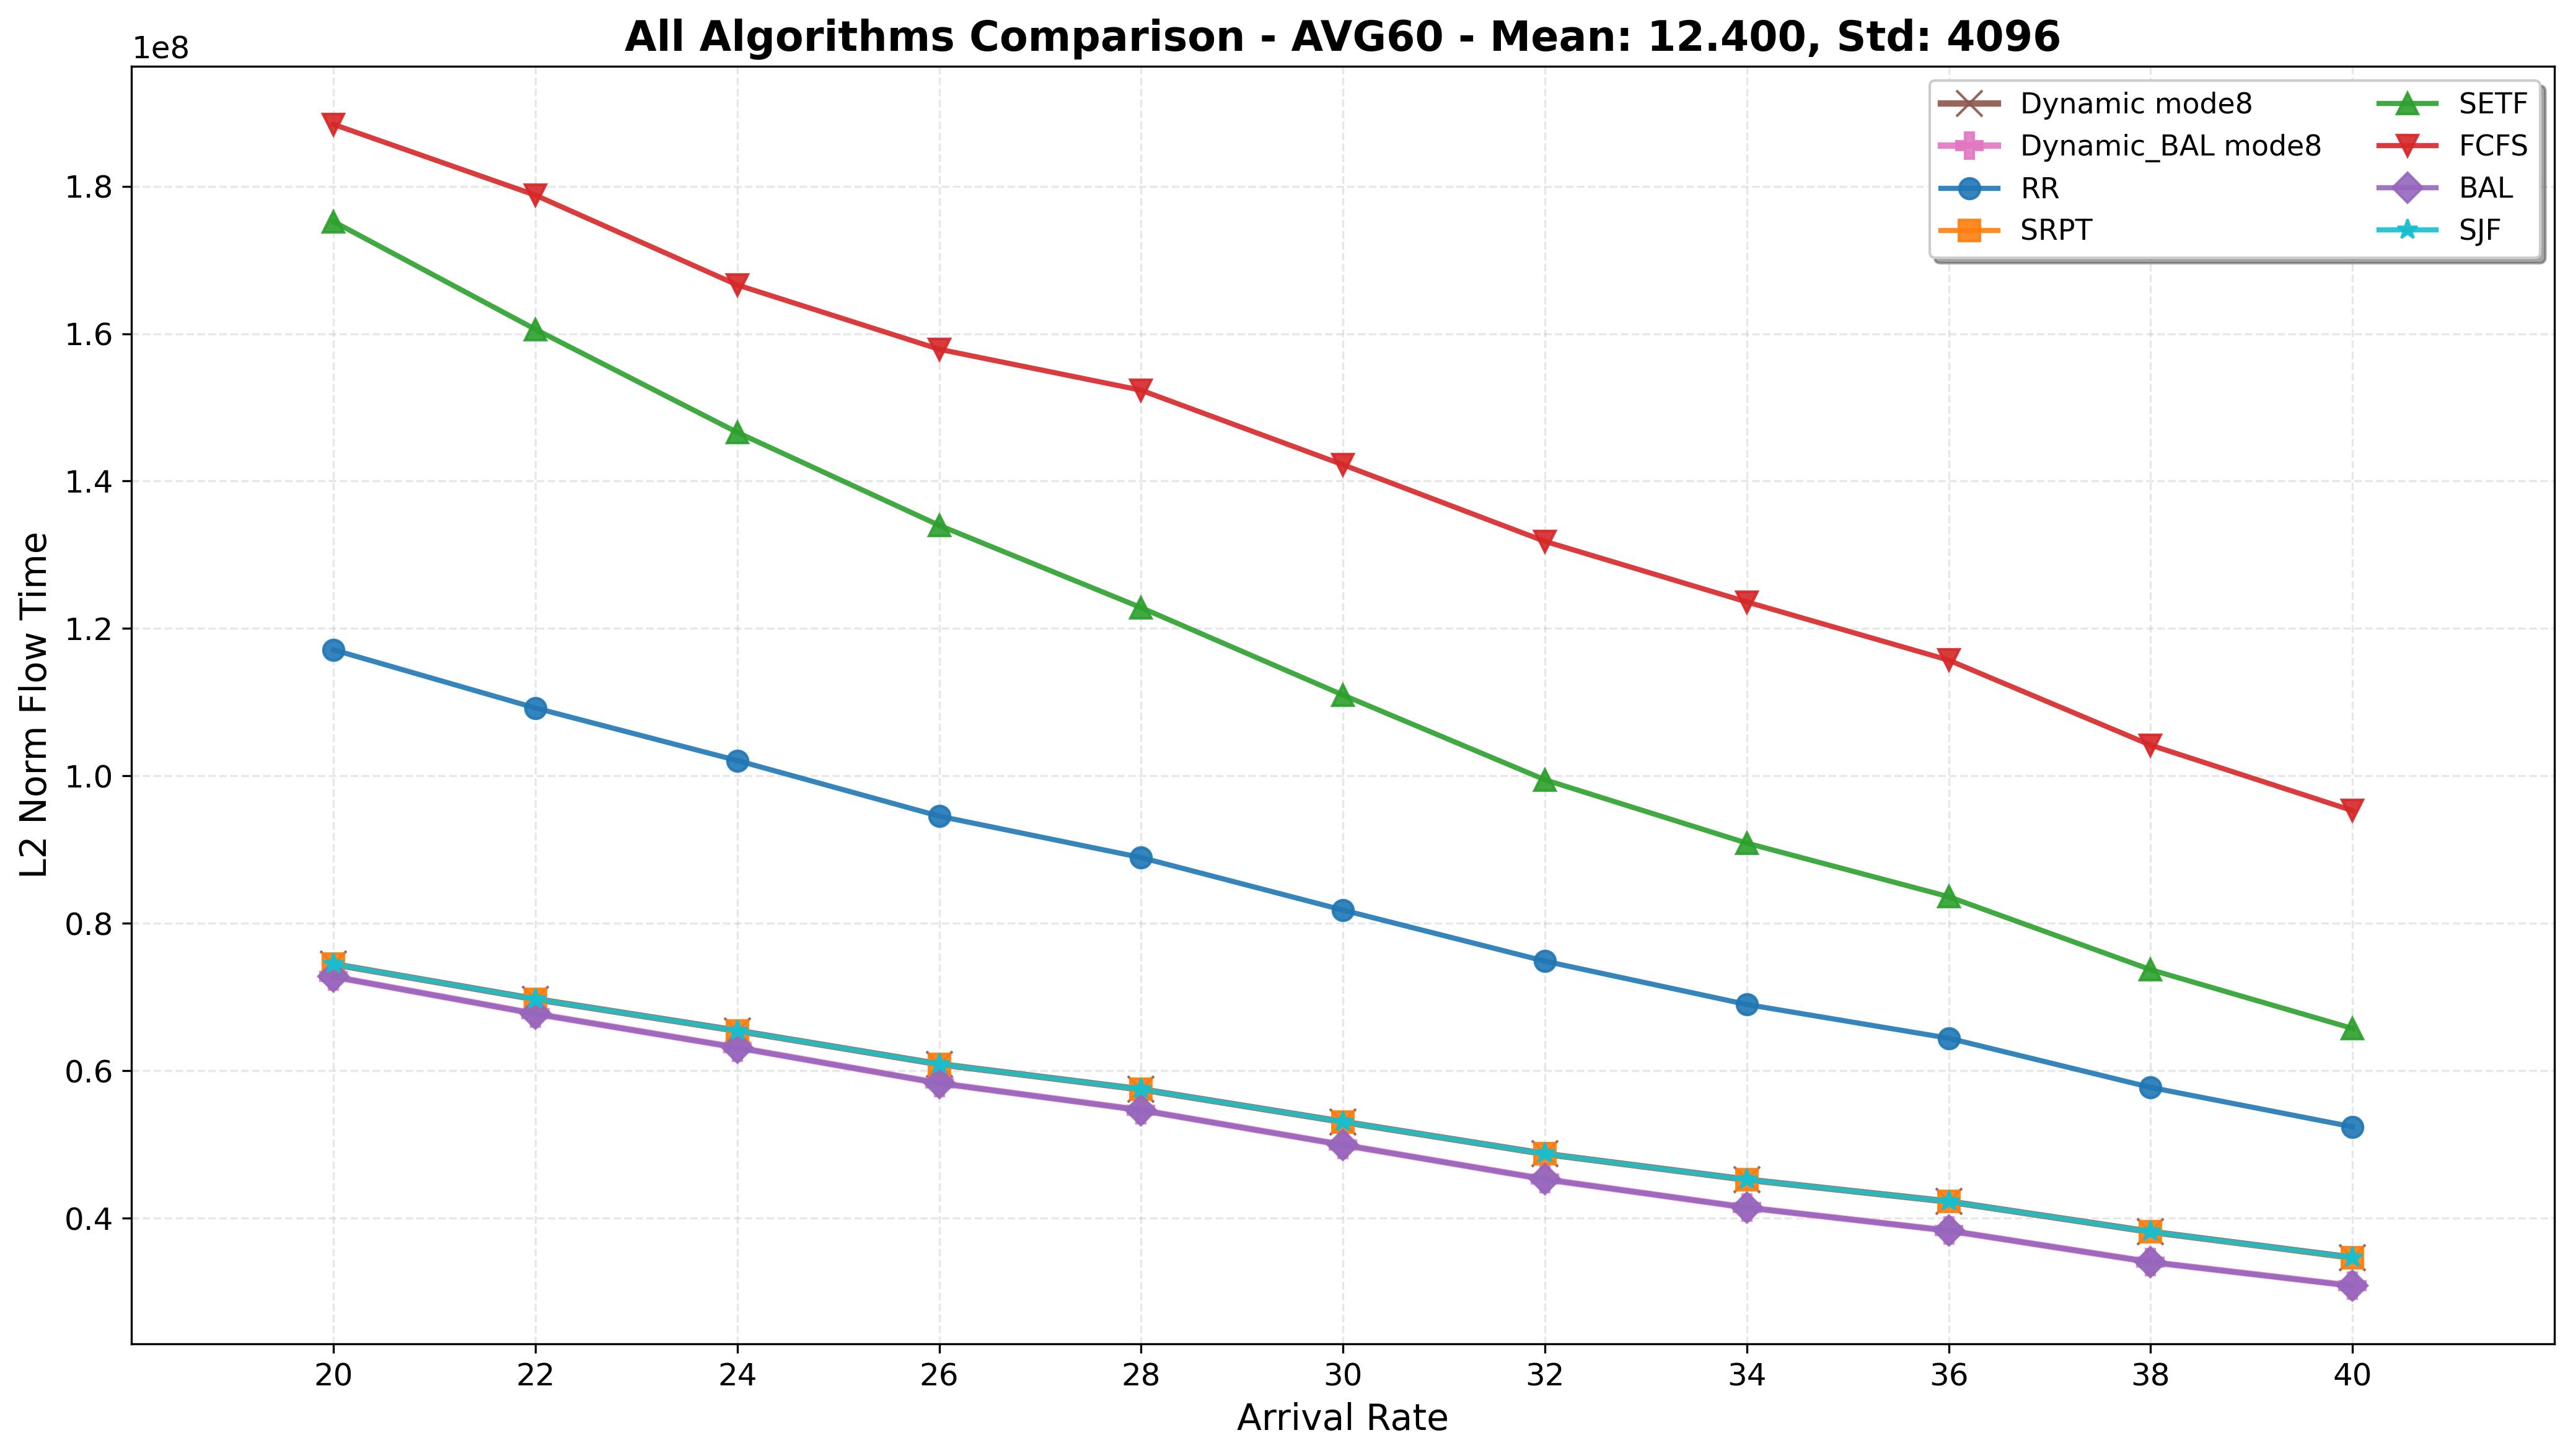 All Algorithms Comparison - AVG60 - Mean: 12.400, Std: 4096
1e8
Dynamic mode8
Dynamic_BAL mode8
RR
SRPT
SETF
FCFS
BAL
SJF
L2 Norm Flow Time
1.8
1.6
1.4
1.2
1.0
0.8
0.6
0.4
20 22 24 26 28 30 32 34 36 38 40
Arrival Rate